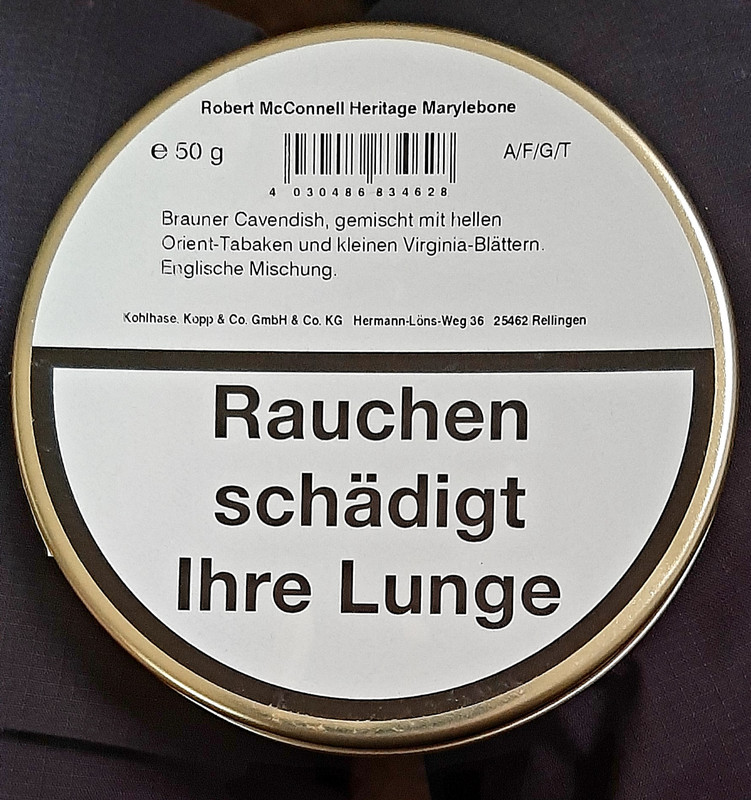 Robert McConnell Heritage Marylebone
℮ 50 g
A/F/G/T
4 030486 834628
Brauner Cavendish, gemischt mit hellen
Orient-Tabaken und kleinen Virginia-Blättern.
Englische Mischung.
Kohlhase, Kopp & Co. GmbH & Co. KG Hermann-Löns-Weg 36 25462 Rellingen
Rauchen
schädigt
Ihre Lunge